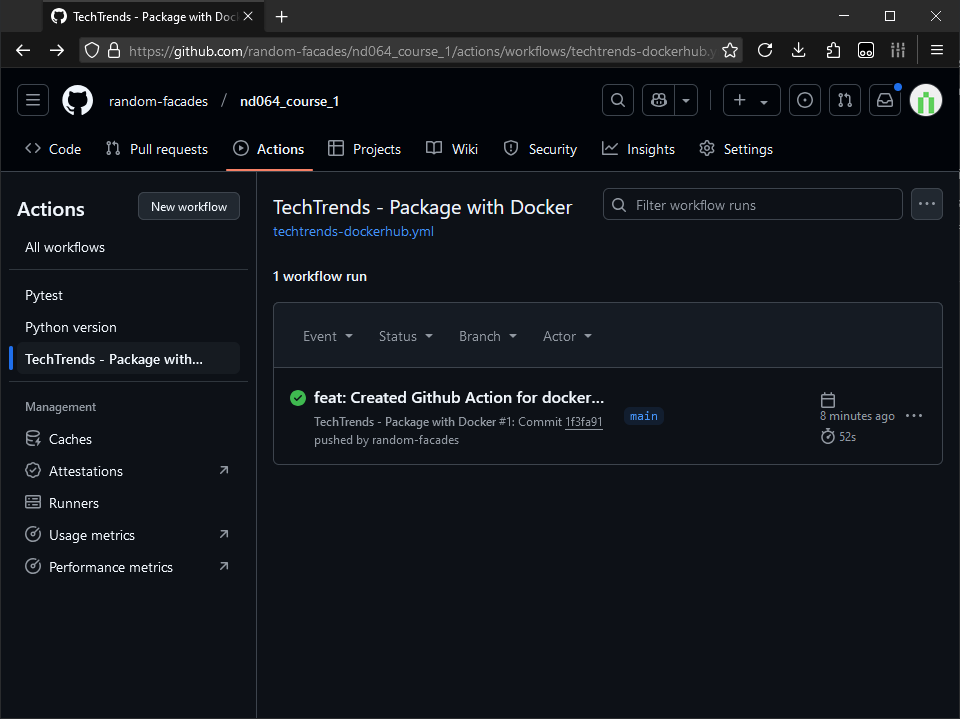 TechTrends - Package with Doc
https://github.com/random-facades/nd064_course_1/actions/workflows/techtrends-dockerhub.y
random-facades / nd064_course_1
Code
Pull requests
Actions
Projects
Wiki
Security
Insights
Settings
Actions
New workflow
All workflows
Pytest
Python version
TechTrends - Package with...
Management
Caches
Attestations
Runners
Usage metrics
Performance metrics
TechTrends - Package with Docker
techtrends-dockerhub.yml
Filter workflow runs
1 workflow run
Event
Status
Branch
Actor
feat: Created Github Action for docker...
TechTrends - Package with Docker #1: Commit 1f3fa91
pushed by random-facades
main
8 minutes ago
52s